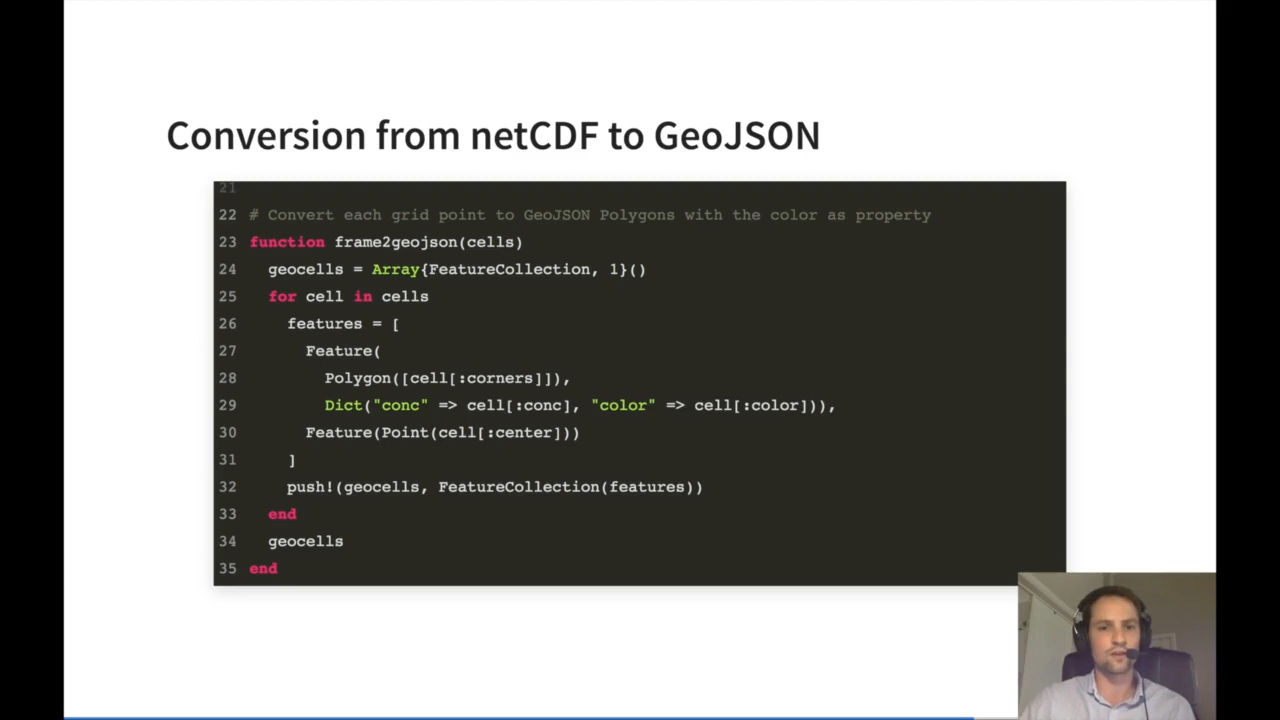 Conversion from netCDF to GeoJSON
21
22 # Convert each grid point to GeoJSON Polygons with the color as property
23 function frame2geojson(cells)
24   geocells = Array{FeatureCollection, 1}()
25   for cell in cells
26     features = [
27       Feature(
28         Polygon([cell[:corners]]),
29         Dict("conc" => cell[:conc], "color" => cell[:color])),
30       Feature(Point(cell[:center]))
31     ]
32     push!(geocells, FeatureCollection(features))
33   end
34   geocells
35 end